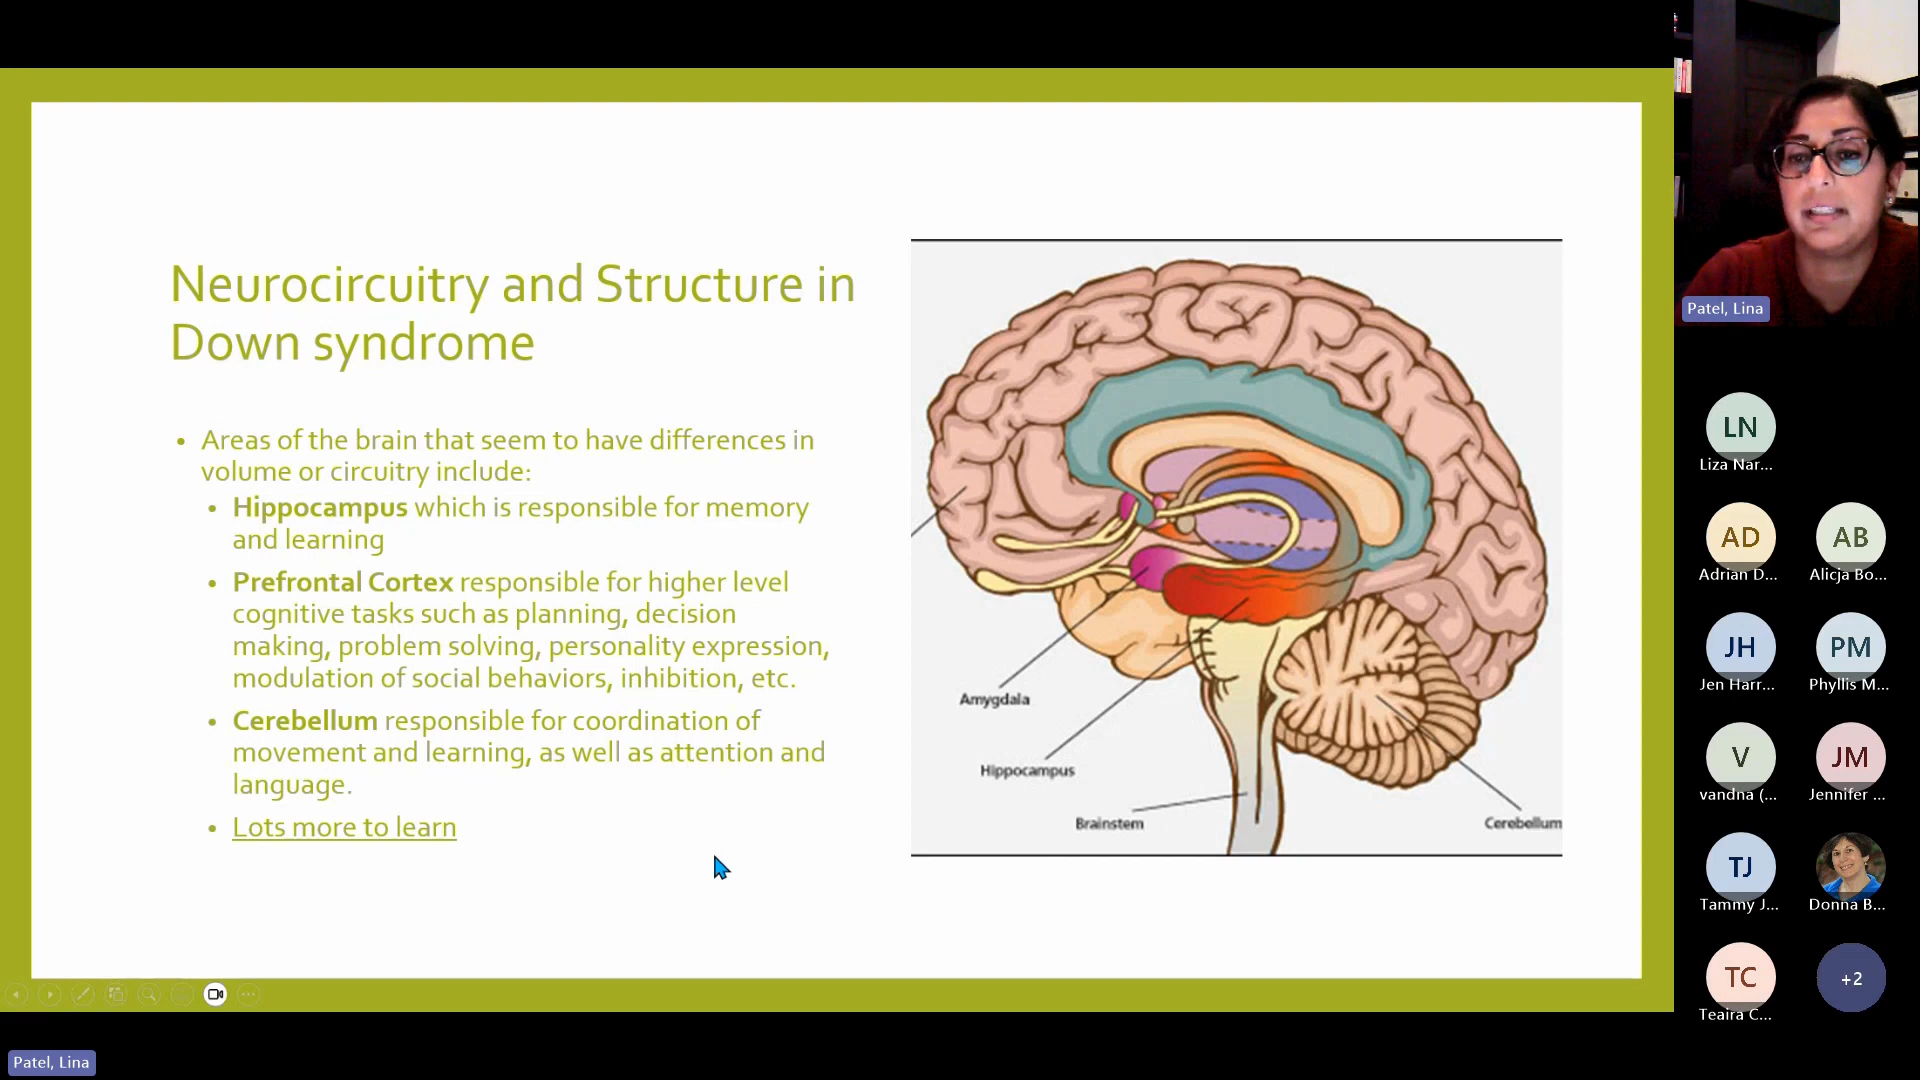 Neurocircuitry and Structure in
Down syndrome
• Areas of the brain that seem to have differences in
volume or circuitry include:
• Hippocampus which is responsible for memory
and learning
• Prefrontal Cortex responsible for higher level
cognitive tasks such as planning, decision
making, problem solving, personality expression,
modulation of social behaviors, inhibition, etc.
• Cerebellum responsible for coordination of
movement and learning, as well as attention and
language.
• Lots more to learn
Amygdala
Hippocampus
Brainstem
Cerebellum
Patel, Lina
LN
Liza Nar...
AD
Adrian D...
AB
Alicja Bo...
JH
Jen Harr...
PM
Phyllis M...
V
vandna (...
JM
Jennifer ...
TJ
Tammy J...
Donna B...
TC
Teaira C...
+2
Patel, Lina